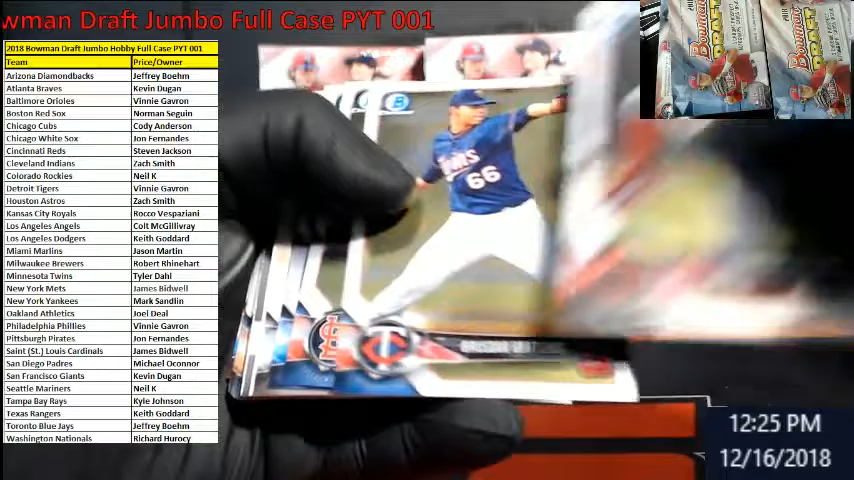 wman Draft Jumbo Full Case PYT 001
2018 Bowman Draft Jumbo Hobby Full Case PYT 001
Team Price/Owner
Arizona Diamondbacks Jeffrey Boehm
Atlanta Braves Kevin Dugan
Baltimore Orioles Vinnie Gavron
Boston Red Sox Norman Seguin
Chicago Cubs Cody Anderson
Chicago White Sox Jon Fernandes
Cincinnati Reds Steven Jackson
Cleveland Indians Zach Smith
Colorado Rockies Neil K
Detroit Tigers Vinnie Gavron
Houston Astros Zach Smith
Kansas City Royals Rocco Vespaziani
Los Angeles Angels Colt McGillivray
Los Angeles Dodgers Keith Goddard
Miami Marlins Jason Martin
Milwaukee Brewers Robert Rhinehart
Minnesota Twins Tyler Dahl
New York Mets James Bidwell
New York Yankees Mark Sandlin
Oakland Athletics Joel Deal
Philadelphia Phillies Vinnie Gavron
Pittsburgh Pirates Jon Fernandes
Saint (St.) Louis Cardinals James Bidwell
San Diego Padres Michael Oconnor
San Francisco Giants Kevin Dugan
Seattle Mariners Neil K
Tampa Bay Rays Kyle Johnson
Texas Rangers Keith Goddard
Toronto Blue Jays Jeffrey Boehm
Washington Nationals Richard Hurocy
Bowman
DRAFT
Bowman
DRAFT
B
Twins
66
12:25 PM
12/16/2018